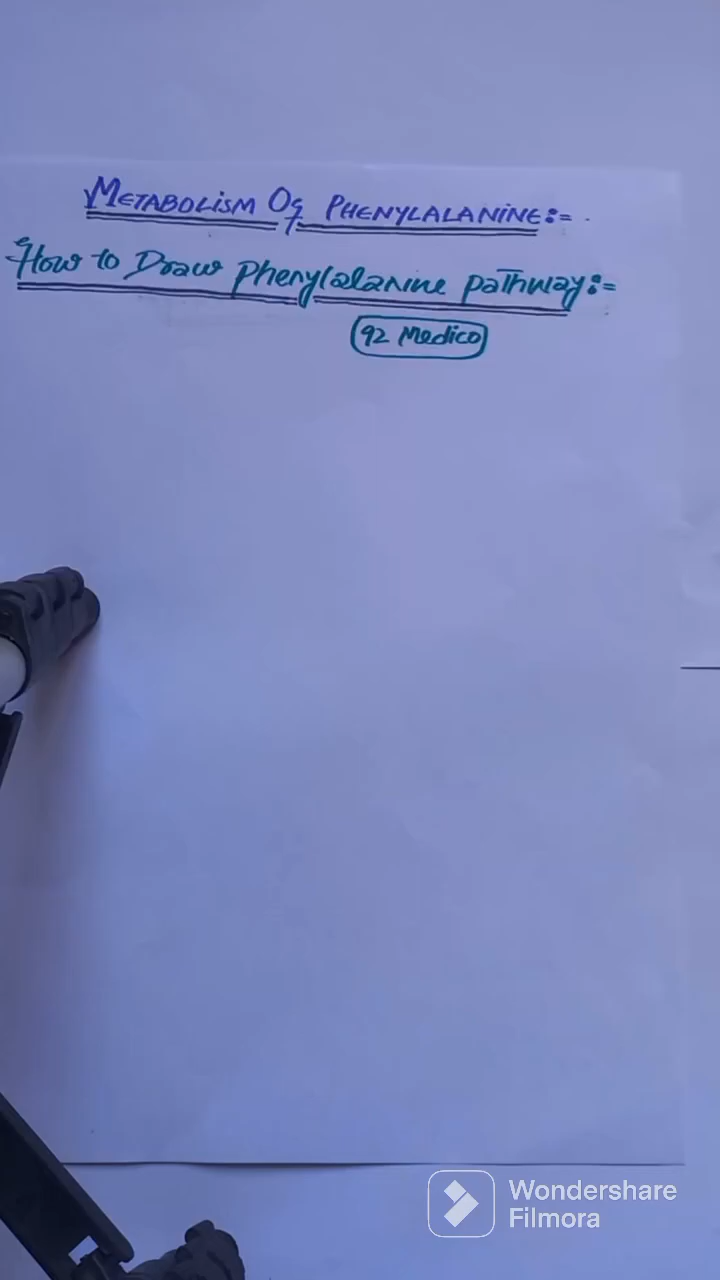 METABOLISM Of PHENYLALANINE:=
How to Draw Phenylalanine pathway:=
92 Medico
Wondershare
Filmora